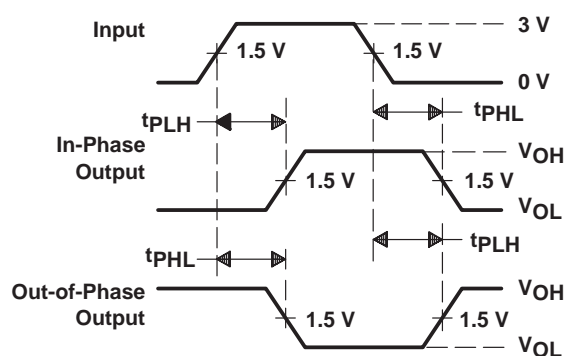 Input
3 V
1.5 V
1.5 V
0 V
tPLH
tPHL
In-Phase
Output
VOH
1.5 V
1.5 V
VOL
tPHL
tPLH
Out-of-Phase
Output
VOH
1.5 V
1.5 V
VOL